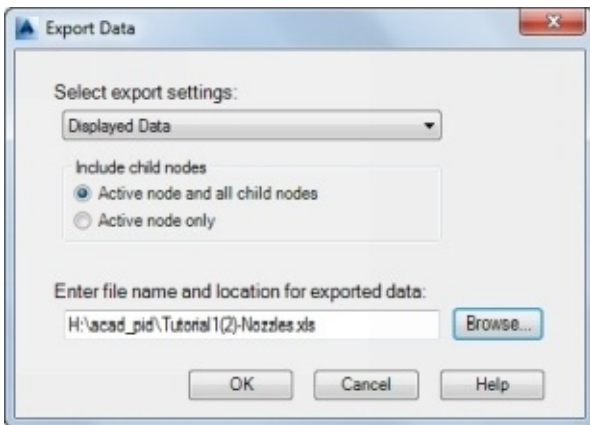 Export Data
Select export settings:
Displayed Data
Include child nodes
Active node and all child nodes
Active node only
Enter file name and location for exported data:
H:\acad_pid\Tutorial1(2)-Nozzles.xls
Browse...
OK
Cancel
Help